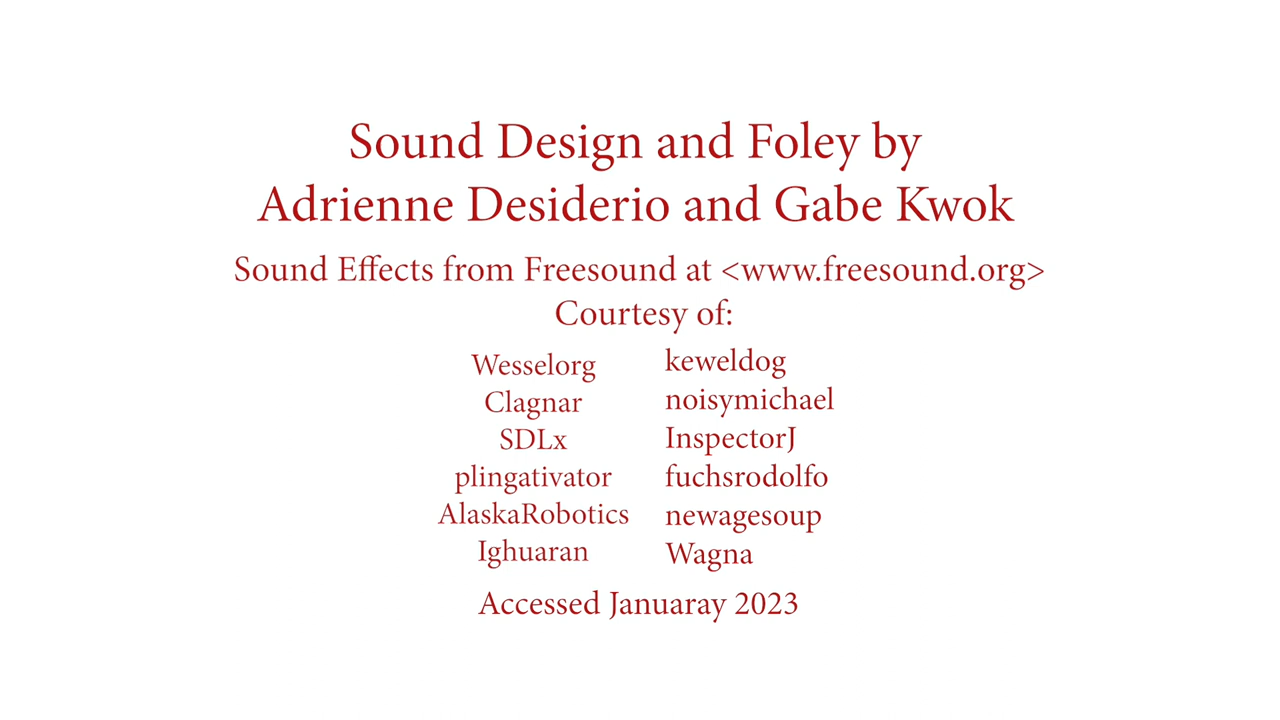 Sound Design and Foley by
Adrienne Desiderio and Gabe Kwok
Sound Effects from Freesound at <www.freesound.org>
Courtesy of:
Wesselorg
Clagnar
SDLx
plingativator
AlaskaRobotics
Ighuaran
keweldog
noisymichael
InspectorJ
fuchsrodolfo
newagesoup
Wagna
Accessed Januaray 2023